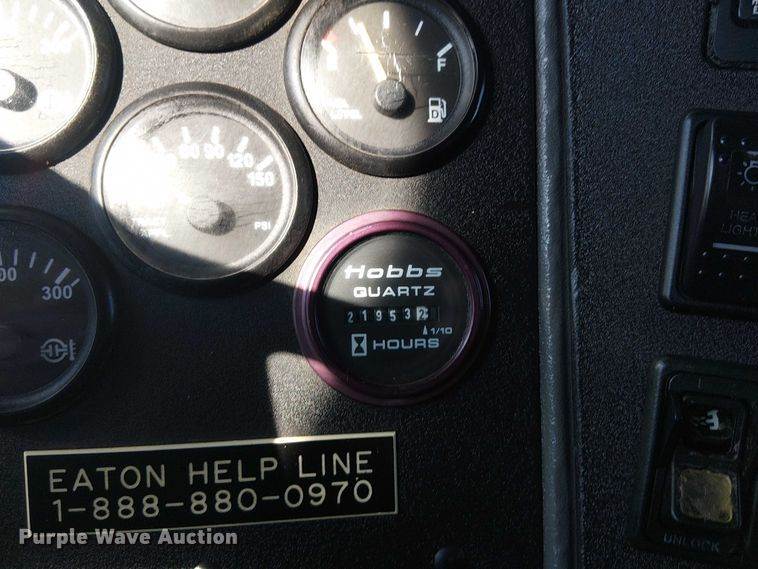 F
D
60 90 120 150
PSI
300
Hobbs
QUARTZ
21953
1/10
HOURS
EATON HELP LINE
1-888-880-0970
UNLOCK
Purple Wave Auction